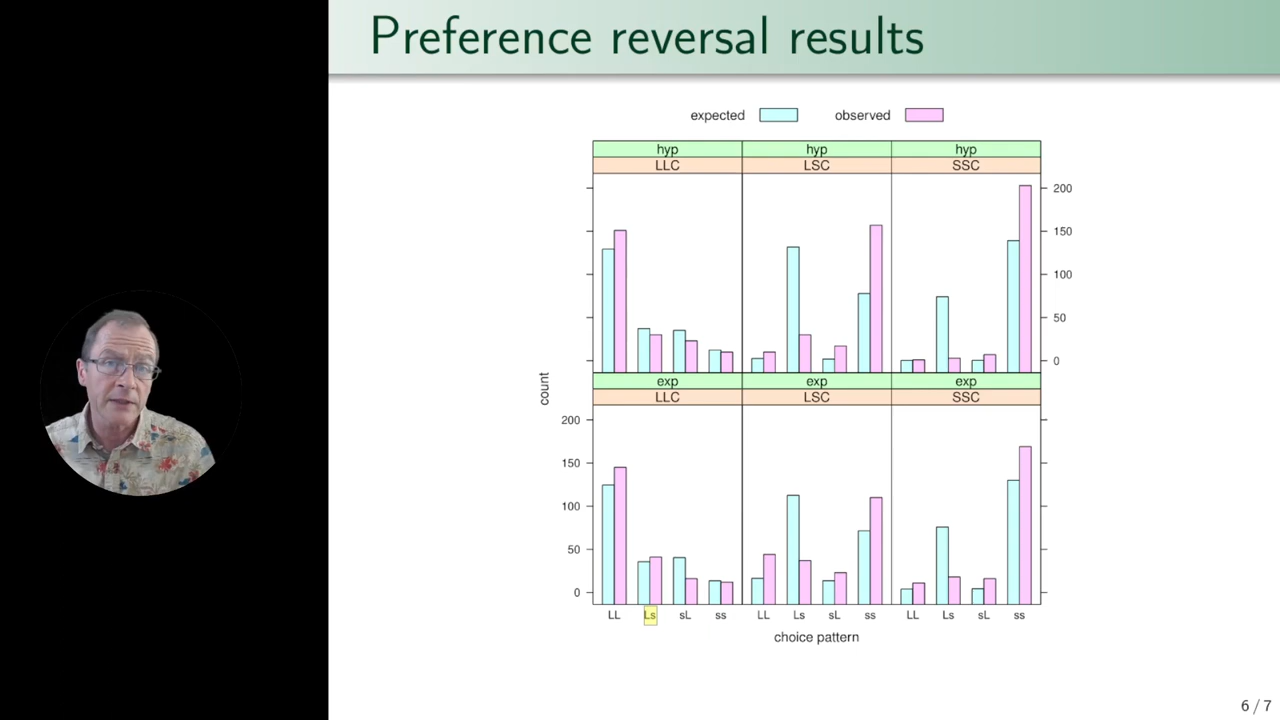 Preference reversal results
expected observed
hyp hyp hyp
LLC LSC SSC
200
150
100
50
0
exp exp exp
LLC LSC SSC
count
200
150
100
50
0
LL Ls sL ss LL Ls sL ss LL Ls sL ss
choice pattern
6 / 7